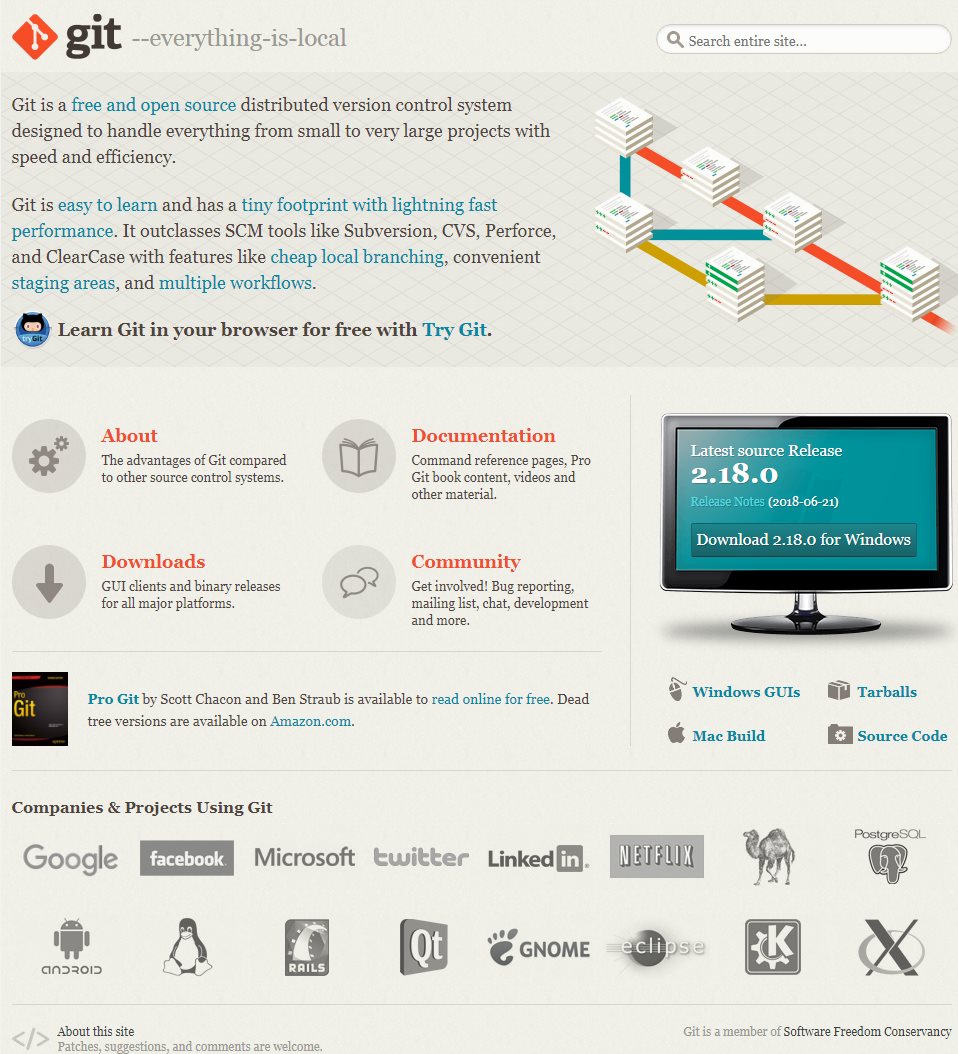 git --everything-is-local
Search entire site...
Git is a free and open source distributed version control system
designed to handle everything from small to very large projects with
speed and efficiency.
Git is easy to learn and has a tiny footprint with lightning fast
performance. It outclasses SCM tools like Subversion, CVS, Perforce,
and ClearCase with features like cheap local branching, convenient
staging areas, and multiple workflows.
tryGit
Learn Git in your browser for free with Try Git.
About
The advantages of Git compared
to other source control systems.
Documentation
Command reference pages, Pro
Git book content, videos and
other material.
Downloads
GUI clients and binary releases
for all major platforms.
Community
Get involved! Bug reporting,
mailing list, chat, development
and more.
Latest source Release
2.18.0
Release Notes (2018-06-21)
Download 2.18.0 for Windows
Windows GUIs
Tarballs
Mac Build
Source Code
Pro
Git
Pro Git by Scott Chacon and Ben Straub is available to read online for free. Dead
tree versions are available on Amazon.com.
Companies & Projects Using Git
Google
facebook
Microsoft
twitter
Linked in
NETFLIX
PostgreSQL
ANDROID
RAILS
Qt
GNOME
eclipse
K
X
</> About this site
Patches, suggestions, and comments are welcome.
Git is a member of Software Freedom Conservancy